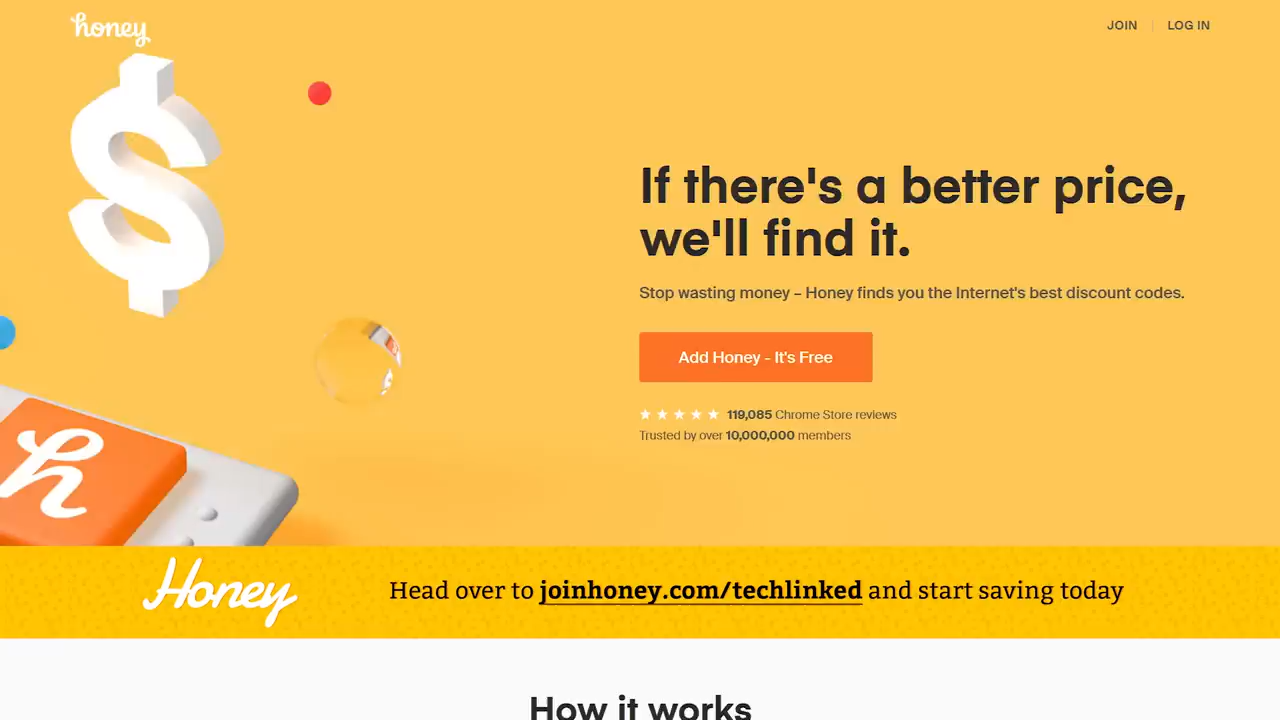 honey
JOIN | LOG IN
If there's a better price,
we'll find it.
Stop wasting money – Honey finds you the Internet's best discount codes.
Add Honey - It's Free
119,085 Chrome Store reviews
Trusted by over 10,000,000 members
h
Honey
Head over to joinhoney.com/techlinked and start saving today
How it works